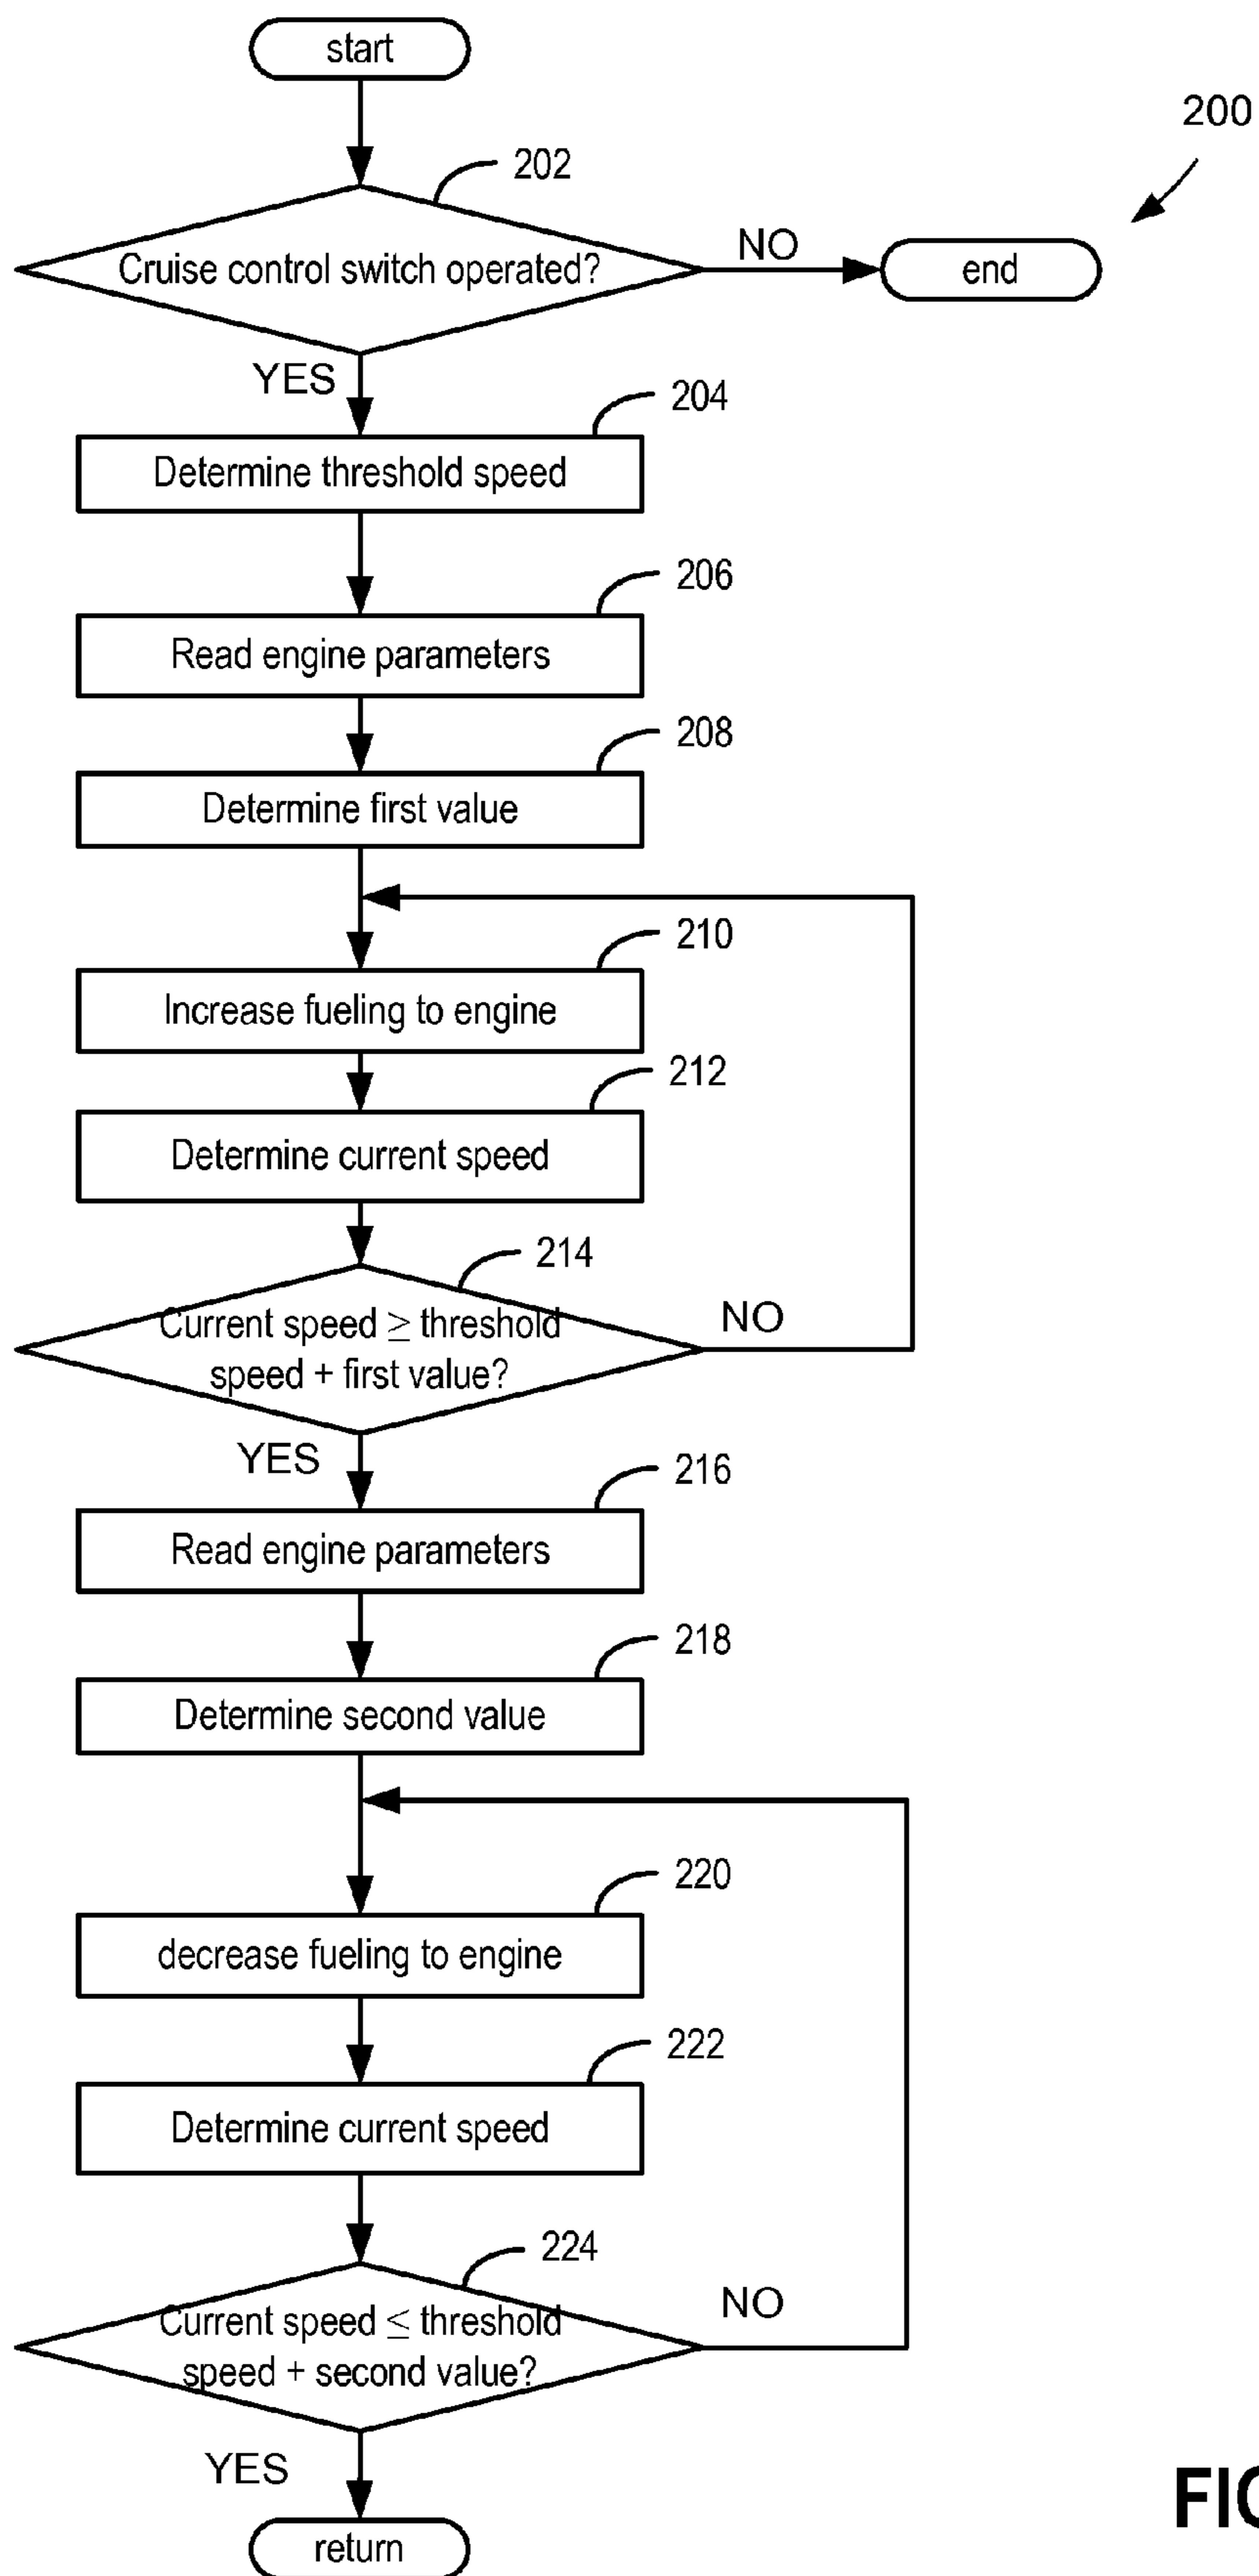 start
200
202
Cruise control switch operated?
NO
end
YES
204
Determine threshold speed
206
Read engine parameters
208
Determine first value
210
Increase fueling to engine
212
Determine current speed
214
Current speed ≥ threshold
speed + first value?
NO
YES
216
Read engine parameters
218
Determine second value
220
decrease fueling to engine
222
Determine current speed
224
Current speed ≤ threshold
speed + second value?
NO
YES
return